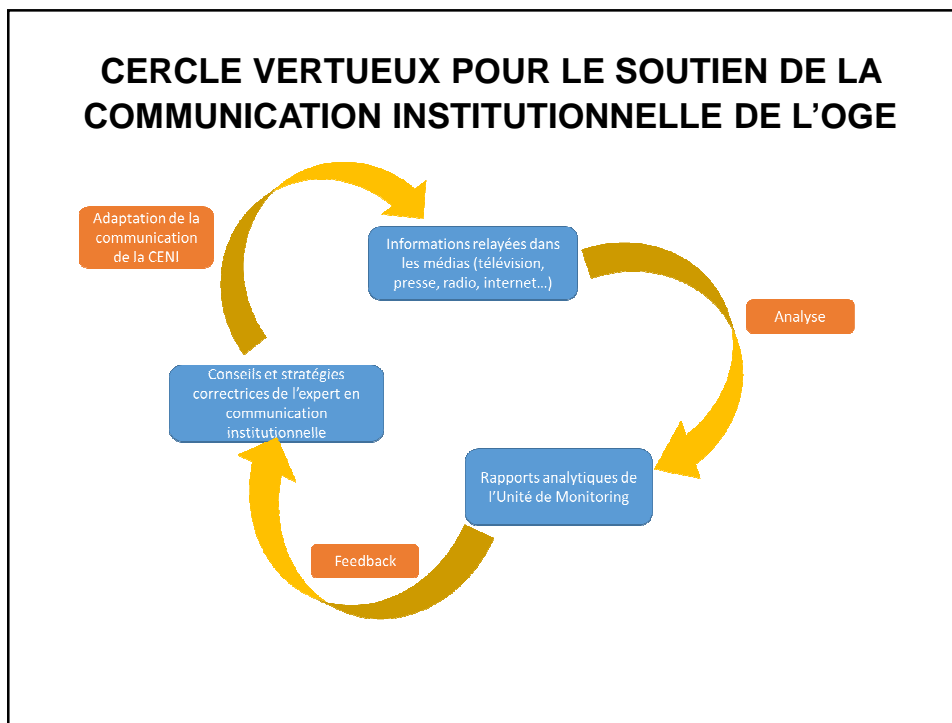 CERCLE VERTUEUX POUR LE SOUTIEN DE LA
COMMUNICATION INSTITUTIONNELLE DE L’OGE
Adaptation de la
communication
de la CENI
Informations relayées dans
les médias (télévision,
presse, radio, internet…)
Analyse
Conseils et stratégies
correctrices de l’expert en
communication
institutionnelle
Rapports analytiques de
l’Unité de Monitoring
Feedback